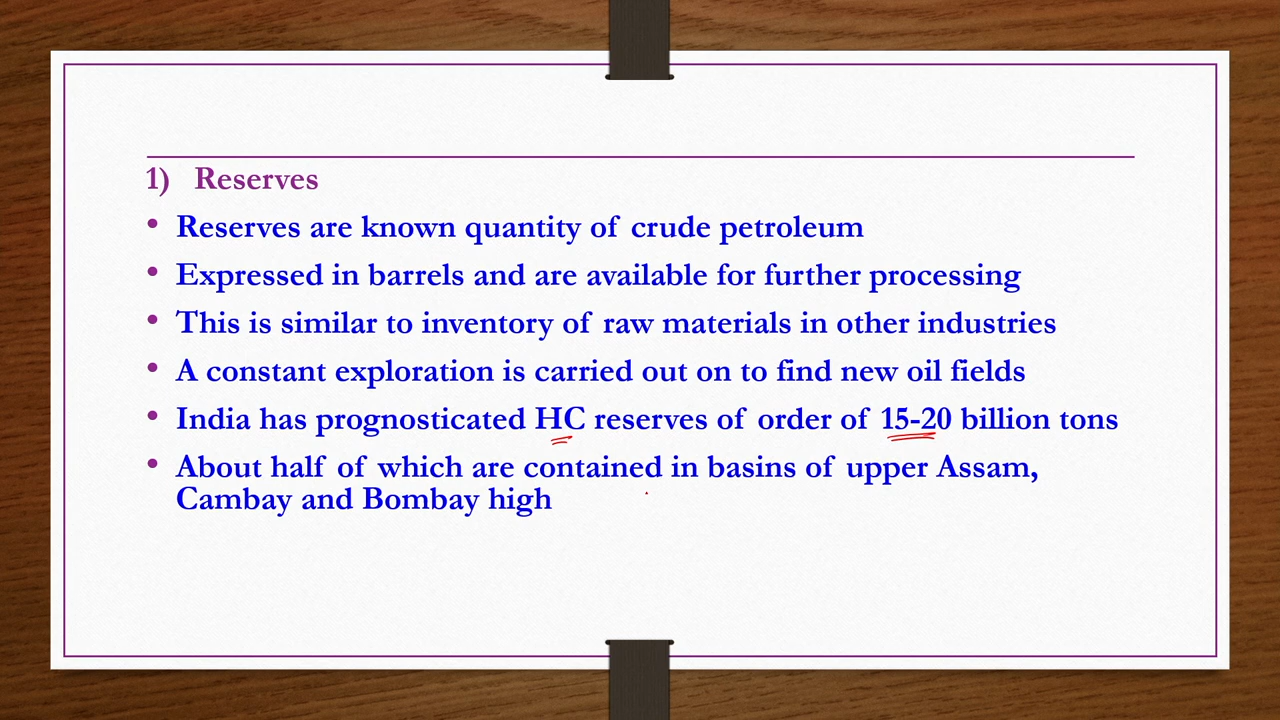 1) Reserves
• Reserves are known quantity of crude petroleum
• Expressed in barrels and are available for further processing
• This is similar to inventory of raw materials in other industries
• A constant exploration is carried out on to find new oil fields
• India has prognosticated HC reserves of order of 15-20 billion tons
• About half of which are contained in basins of upper Assam,
Cambay and Bombay high